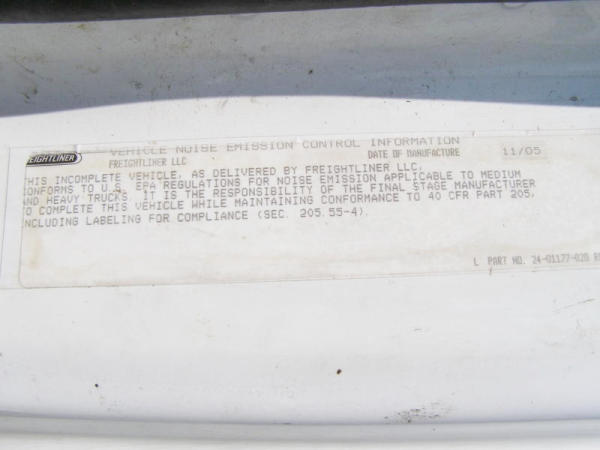 FREIGHTLINER VEHICLE NOISE EMISSION CONTROL INFORMATION
FREIGHTLINER LLC DATE OF MANUFACTURE 11/05
THIS INCOMPLETE VEHICLE, AS DELIVERED BY FREIGHTLINER LLC,
CONFORMS TO U.S. EPA REGULATIONS FOR NOISE EMISSION APPLICABLE TO MEDIUM
AND HEAVY TRUCKS. IT IS THE RESPONSIBILITY OF THE FINAL STAGE MANUFACTURER
TO COMPLETE THIS VEHICLE WHILE MAINTAINING CONFORMANCE TO 40 CFR PART 205,
INCLUDING LABELING FOR COMPLIANCE (SEC. 205.55-4).
L PART NO. 24-01177-020 R